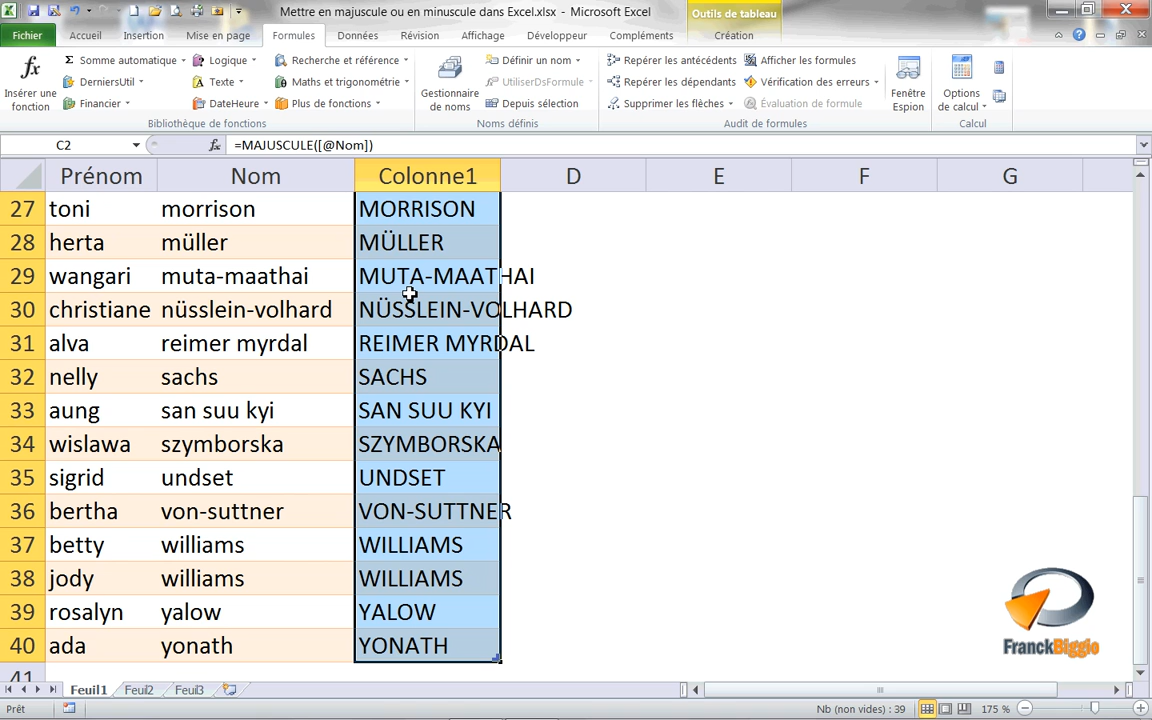 Mettre en majuscule ou en minuscule dans Excel.xlsx - Microsoft Excel
Outils de tableau
Fichier Accueil Insertion Mise en page Formules Données Révision Affichage Développeur Compléments Création
Insérer une fonction
Σ Somme automatique
DerniersUtil
Financier
Logique
Texte
DateHeure
Recherche et référence
Maths et trigonométrie
Plus de fonctions
Bibliothèque de fonctions
Gestionnaire de noms
Définir un nom
UtiliserDsFormule
Depuis sélection
Noms définis
Repérer les antécédents
Repérer les dépendants
Supprimer les flèches
Afficher les formules
Vérification des erreurs
Évaluation de formule
Audit de formules
Fenêtre Espion
Options de calcul
Calcul
C2 fx =MAJUSCULE([@Nom])
Prénom Nom Colonne1 D E F G
27 toni morrison MORRISON
28 herta müller MÜLLER
29 wangari muta-maathai MUTA-MAATHAI
30 christiane nüsslein-volhard NÜSSLEIN-VOLHARD
31 alva reimer myrdal REIMER MYRDAL
32 nelly sachs SACHS
33 aung san suu kyi SAN SUU KYI
34 wislawa szymborska SZYMBORSKA
35 sigrid undset UNDSET
36 bertha von-suttner VON-SUTTNER
37 betty williams WILLIAMS
38 jody williams WILLIAMS
39 rosalyn yalow YALOW
40 ada yonath YONATH
41
FranckBiggio
Feuil1 Feuil2 Feuil3
Prêt Nb (non vides) : 39 175 %